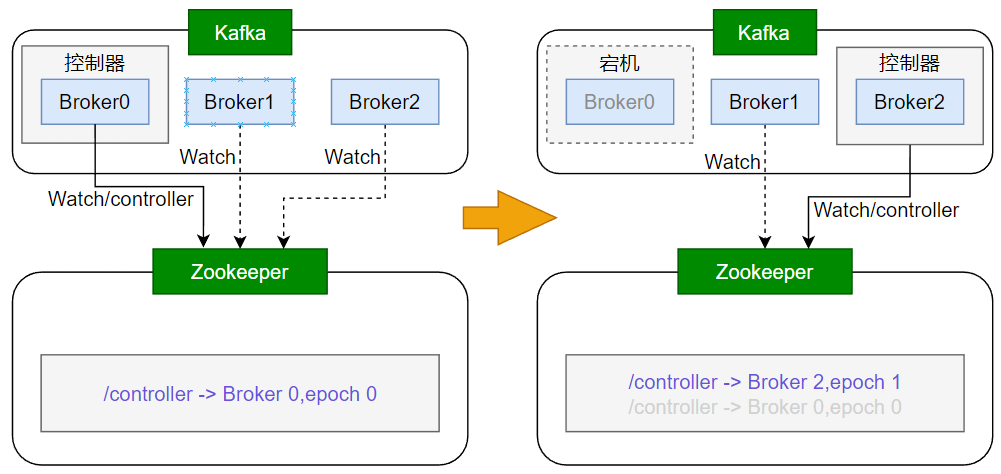 Kafka
控制器
Broker0
Broker1
Broker2
Watch
Watch
Watch/controller
Zookeeper
/controller -> Broker 0,epoch 0
Kafka
宕机
Broker0
Broker1
控制器
Broker2
Watch
Watch/controller
Zookeeper
/controller -> Broker 2,epoch 1
/controller -> Broker 0,epoch 0